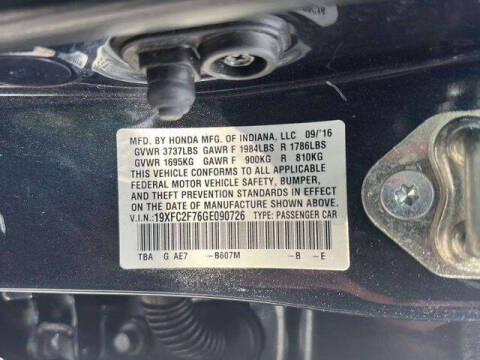 MFD. BY HONDA MFG. OF INDIANA, LLC 09/'16
GVWR 3737LBS GAWR F 1984LBS R 1786LBS
GVWR 1695KG GAWR F 900KG R 810KG
THIS VEHICLE CONFORMS TO ALL APPLICABLE
FEDERAL MOTOR VEHICLE SAFETY, BUMPER,
AND THEFT PREVENTION STANDARDS IN EFFECT
ON THE DATE OF MANUFACTURE SHOWN ABOVE.
V.I.N.: 19XFC2F76GE090726 TYPE: PASSENGER CAR
TBA G AE7 -B607M -B -E